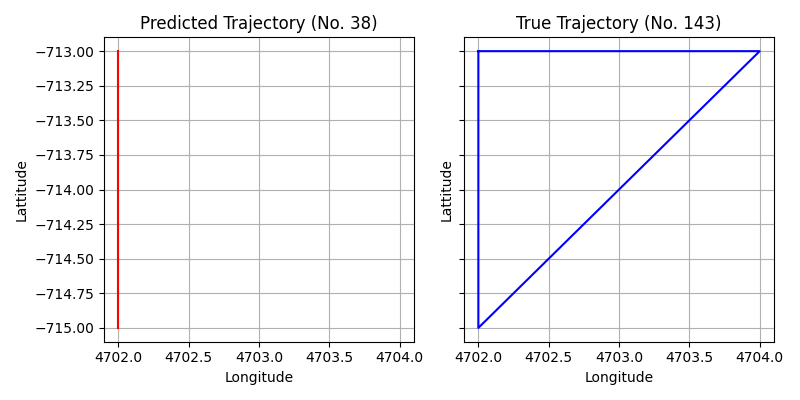 Predicted Trajectory (No. 38)
True Trajectory (No. 143)
−713.00
−713.25
−713.50
−713.75
−714.00
−714.25
−714.50
−714.75
−715.00
Lattitude
Lattitude
4702.0 4702.5 4703.0 4703.5 4704.0
4702.0 4702.5 4703.0 4703.5 4704.0
Longitude
Longitude